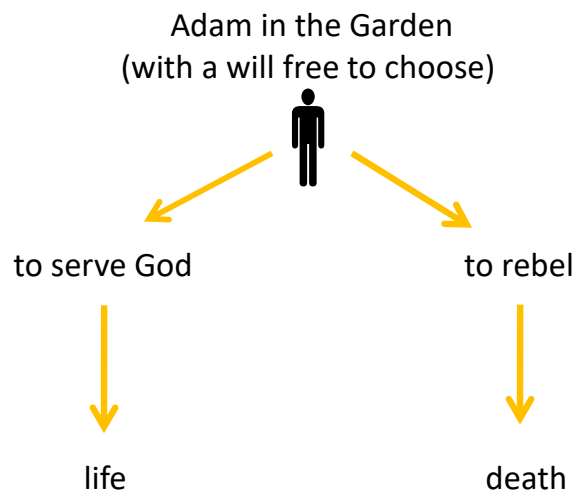 Adam in the Garden
(with a will free to choose)
to serve God
to rebel
life
death